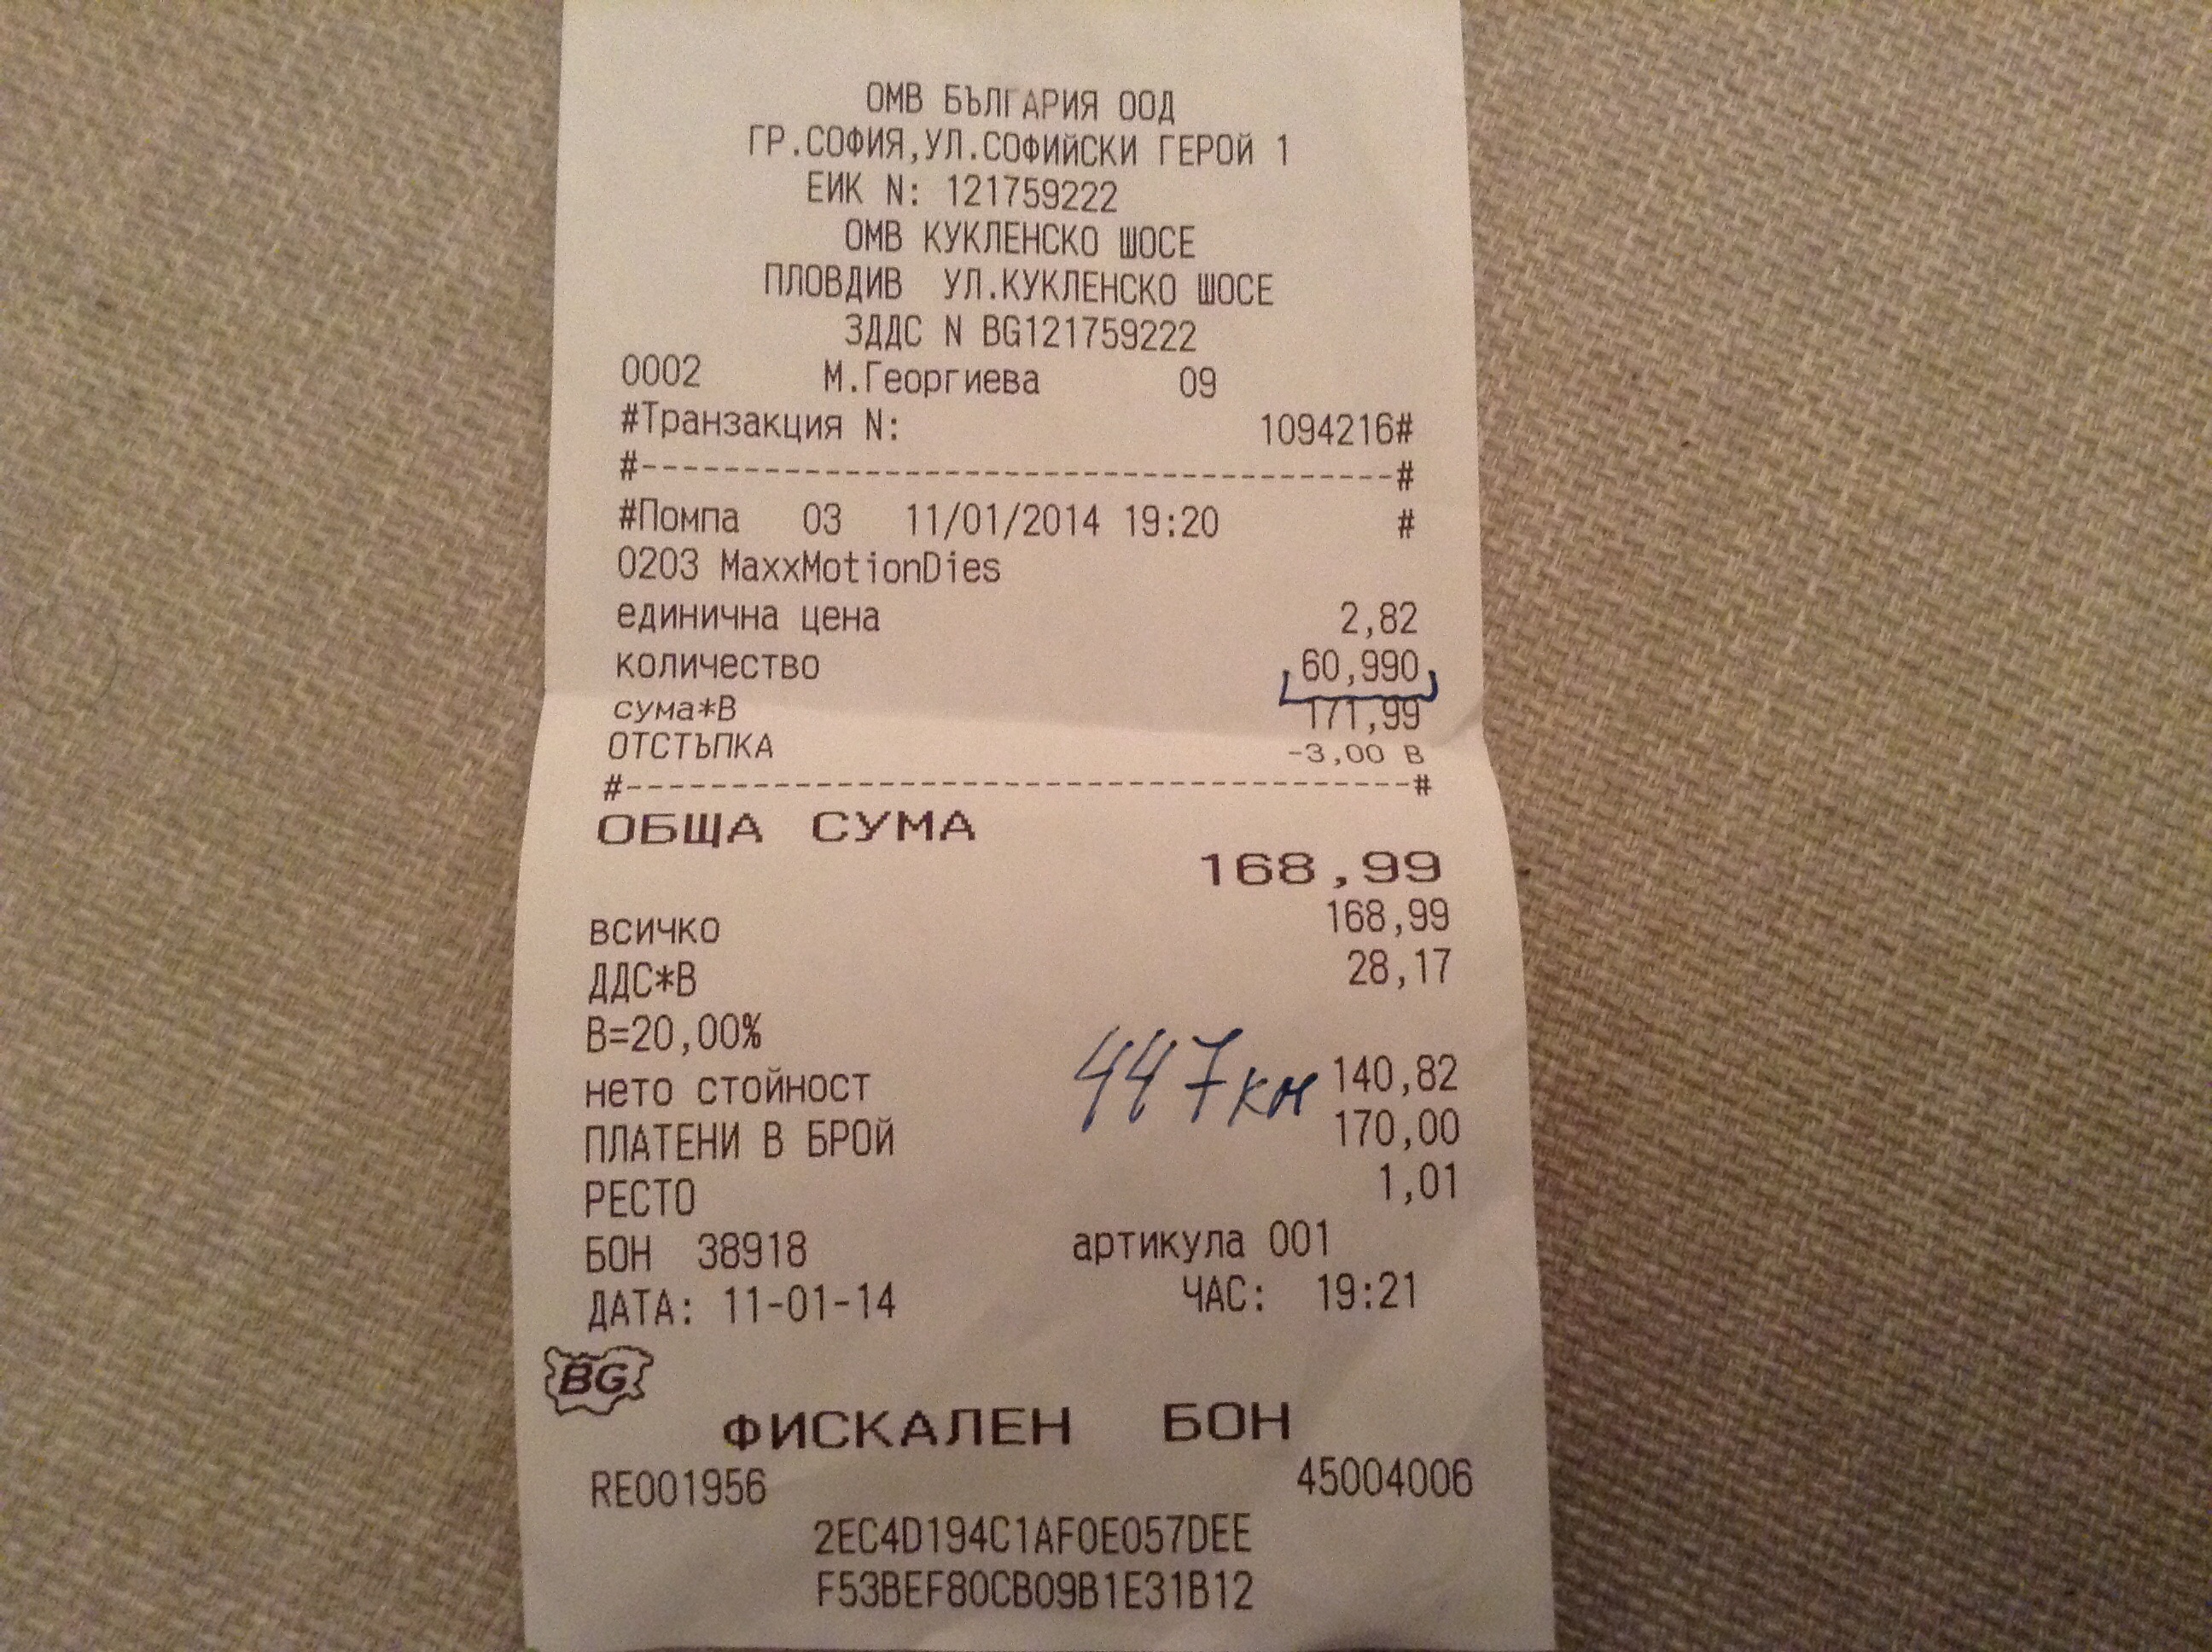 ОМВ БЪЛГАРИЯ ООД
ГР.СОФИЯ,УЛ.СОФИЙСКИ ГЕРОЙ 1
ЕИК N: 121759222
ОМВ КУКЛЕНСКО ШОСЕ
ПЛОВДИВ УЛ.КУКЛЕНСКО ШОСЕ
ЗДДС N BG121759222
0002 М.Георгиева 09
#Транзакция N: 1094216#
#-------------------------------------#
#Помпа 03 11/01/2014 19:20 #
0203 MaxxMotionDies
единична цена 2,82
количество 60,990
сума*В 171,99
ОТСТЪПКА -3,00 В
#-------------------------------------#
ОБЩА СУМА
168,99
всичко 168,99
ДДС*В 28,17
В=20,00%
447км
нето стойност 140,82
ПЛАТЕНИ В БРОЙ 170,00
РЕСТО 1,01
БОН 38918 артикула 001
ДАТА: 11-01-14 ЧАС: 19:21
BG
ФИСКАЛЕН БОН
RE001956 45004006
2EC4D194C1AF0E057DEE
F53BEF80CB09B1E31B12